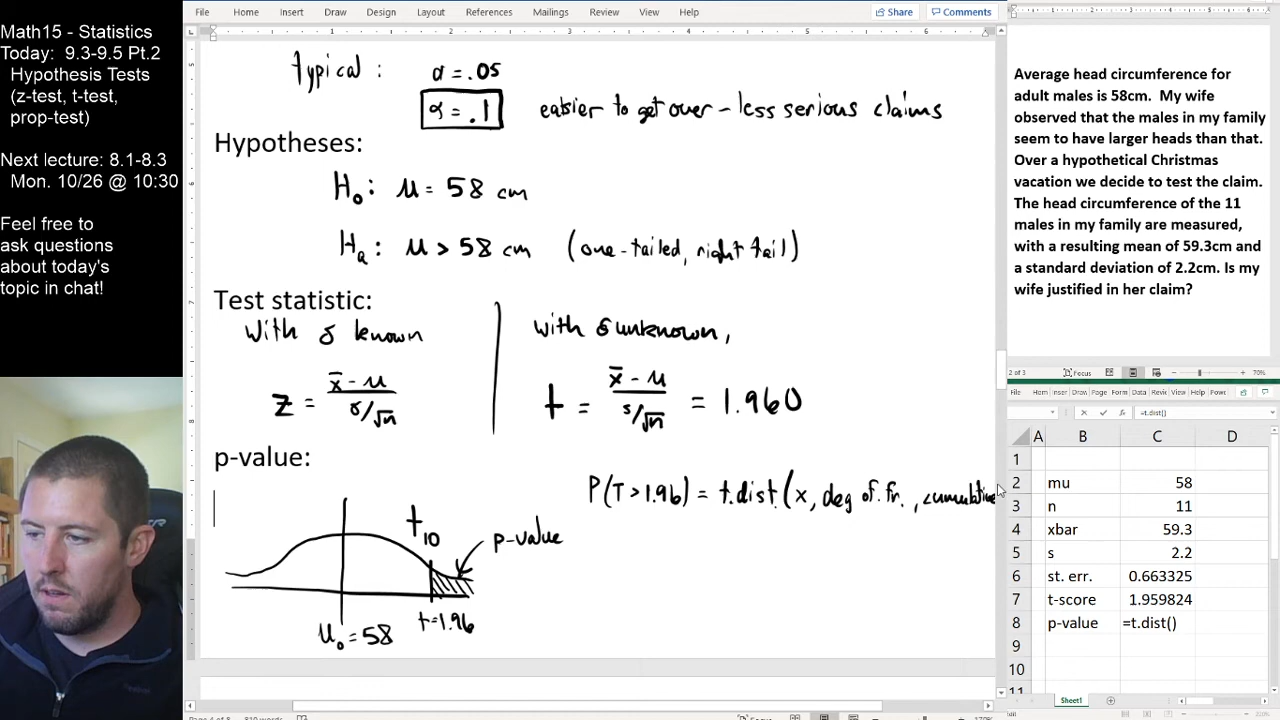 Math15 - Statistics
Today: 9.3-9.5 Pt.2
Hypothesis Tests
(z-test, t-test,
prop-test)
Next lecture: 8.1-8.3
Mon. 10/26 @ 10:30
Feel free to
ask questions
about today's
topic in chat!
File Home Insert Draw Design Layout References Mailings Review View Help Share Comments
typical : α = .05
α = .1 easier to get over - less serious claims
Hypotheses:
H₀ : μ = 58 cm
Hₐ : μ > 58 cm (one-tailed, right tail)
Test statistic:
with σ known
z = x̄ - μ / σ/√n
with σ unknown,
t = x̄ - μ / s/√n = 1.960
p-value:
P(T > 1.96) = t.dist(x, deg of. fr. , cumulative
t₁₀
p-value
t=1.96
μ₀ = 58
Average head circumference for
adult males is 58cm. My wife
observed that the males in my family
seem to have larger heads than that.
Over a hypothetical Christmas
vacation we decide to test the claim.
The head circumference of the 11
males in my family are measured,
with a resulting mean of 59.3cm and
a standard deviation of 2.2cm. Is my
wife justified in her claim?
2 of 3 Focus 70%
=t.dist()
A B C D
1
2 mu 58
3 n 11
4 xbar 59.3
5 s 2.2
6 st. err. 0.663325
7 t-score 1.959824
8 p-value =t.dist()
9
10
11
Sheet1